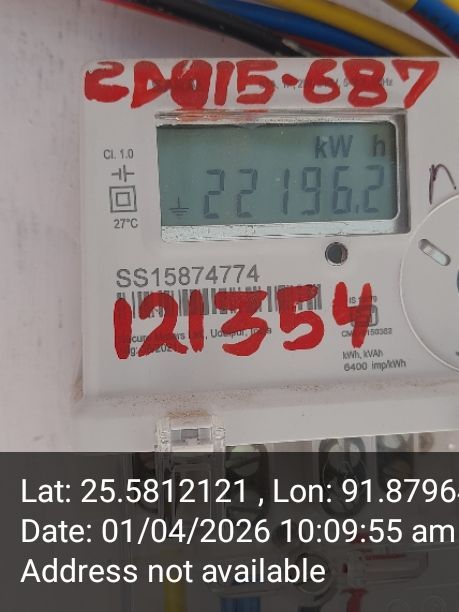 CD015-687
kW h
Cl. 1.0
22196.2
27°C
SS15874774
121354
kWh, kVAh
6400 imp/kWh
Lat: 25.5812121 , Lon: 91.8796
Date: 01/04/2026 10:09:55 am
Address not available